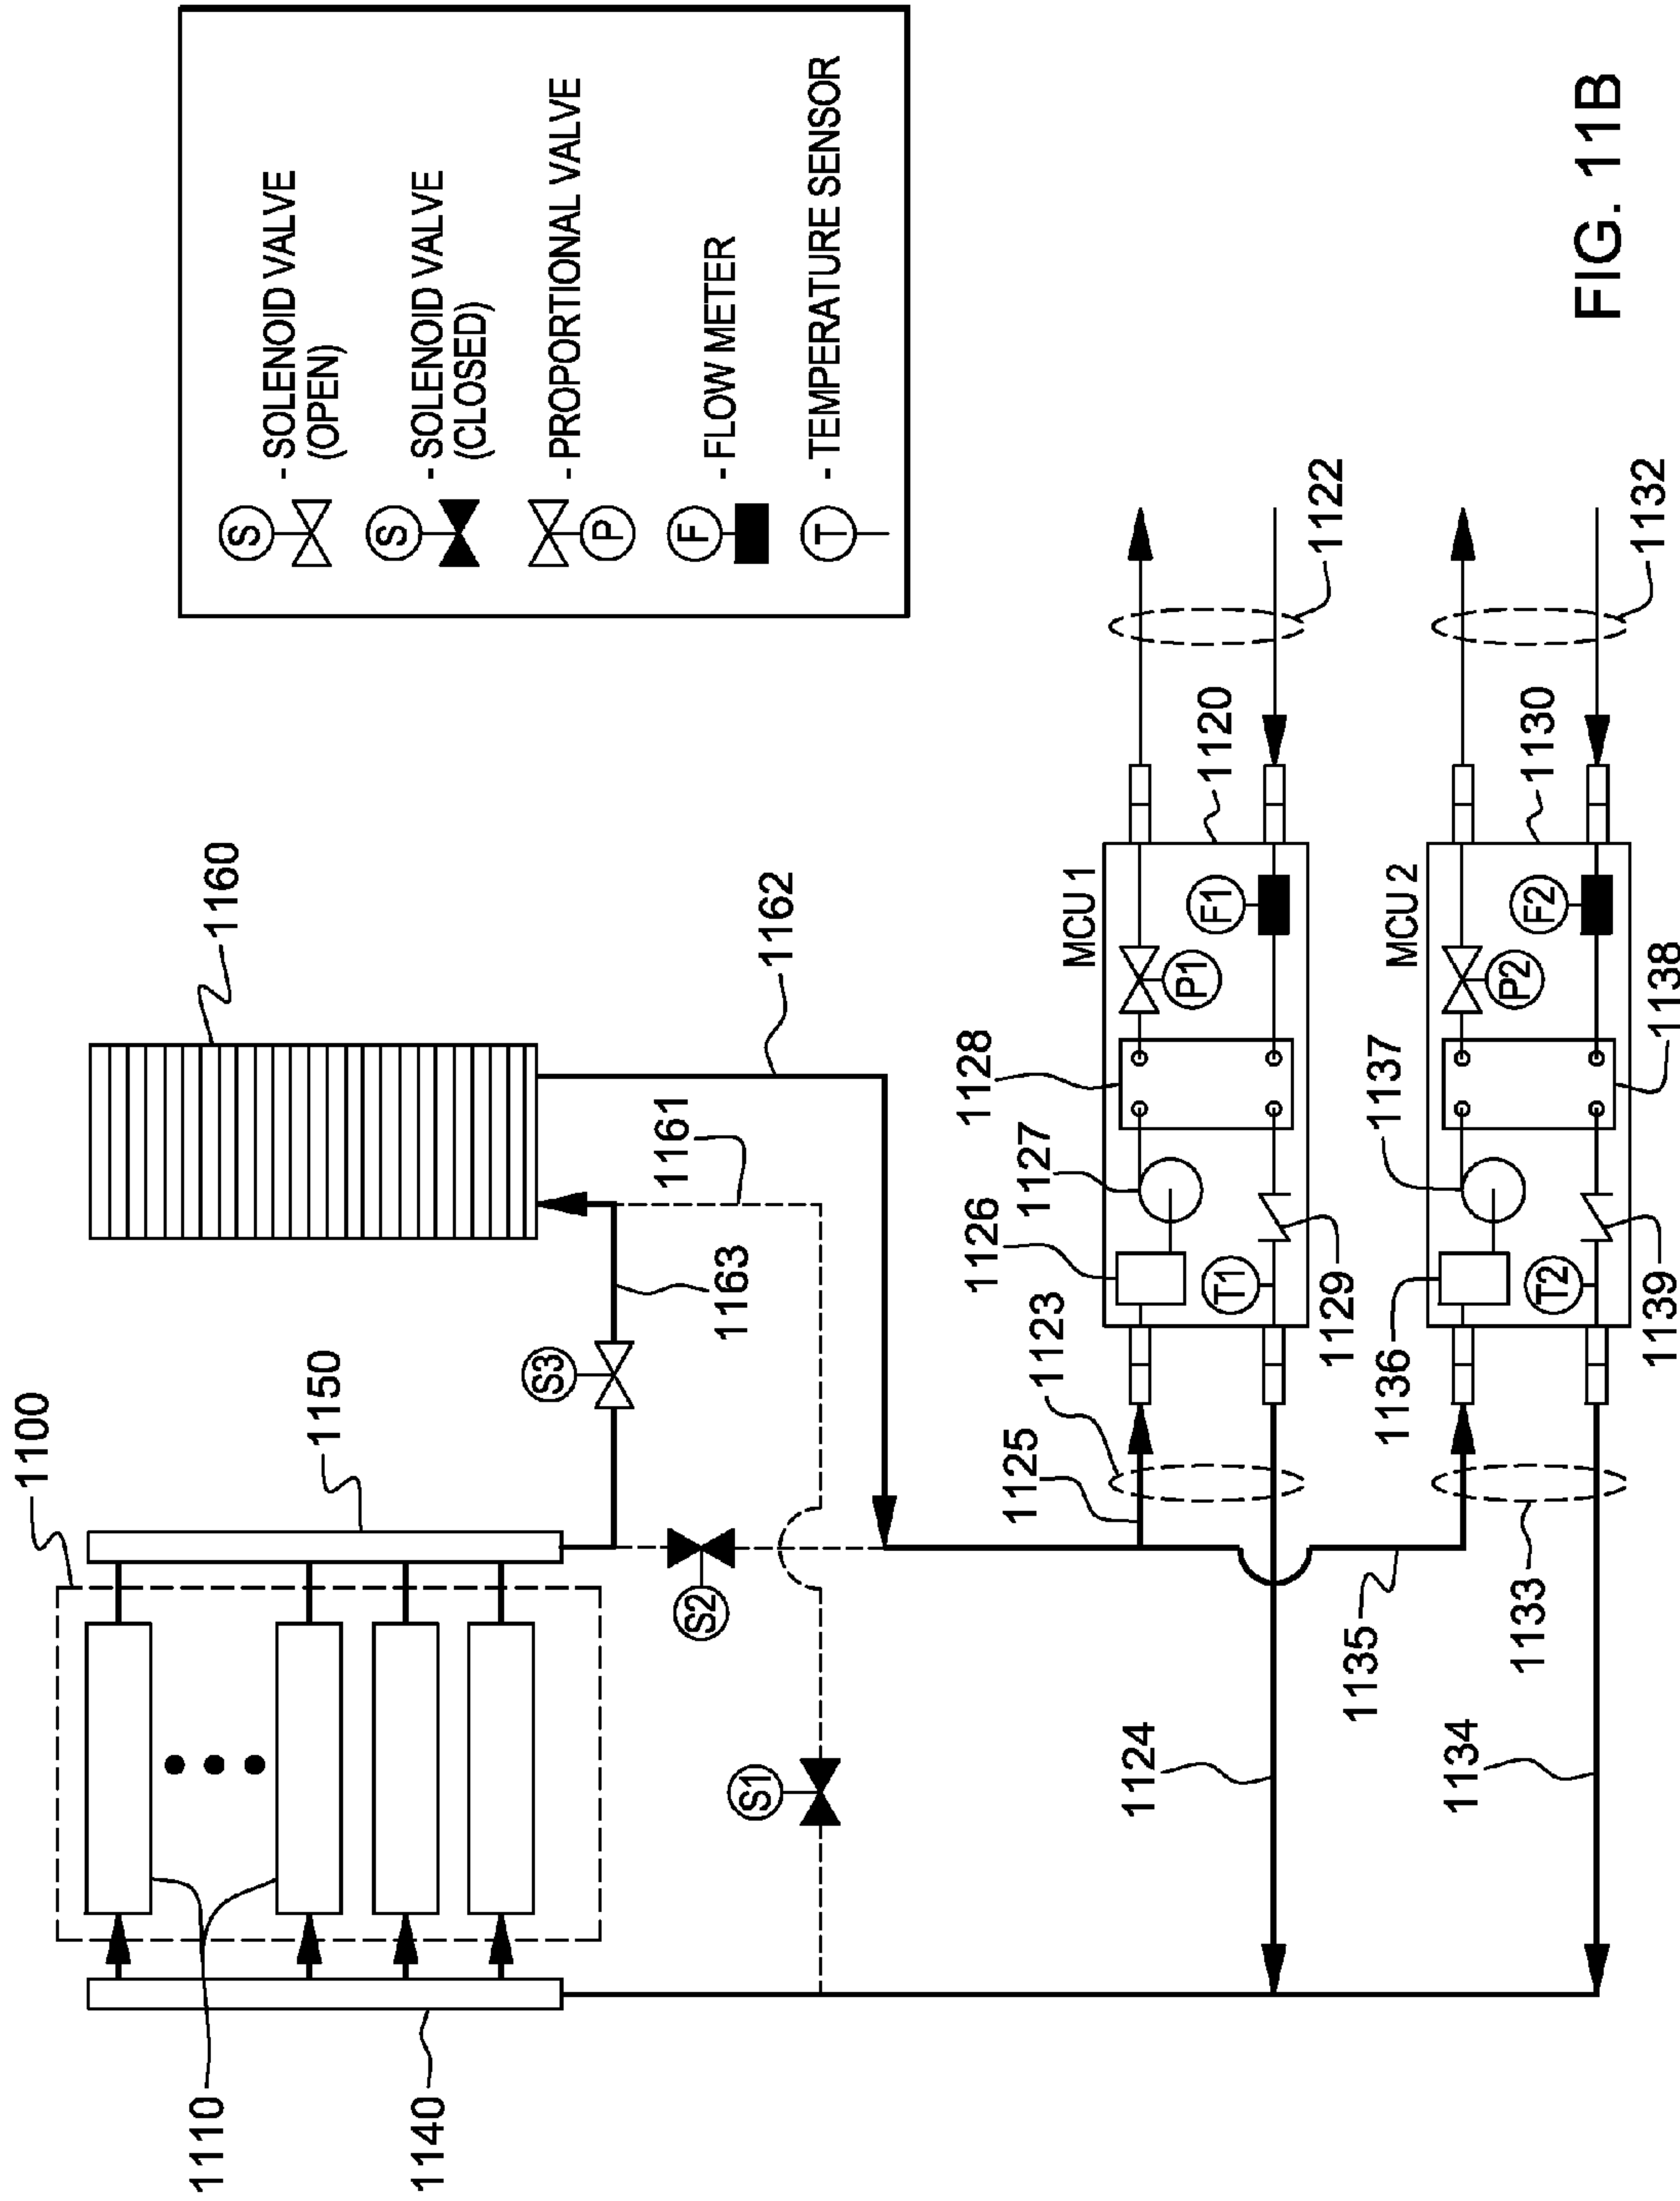 1100
1150
1160
1110
1140
S3
1163
1161
1162
S2
S1
S - SOLENOID VALVE
(OPEN)
S - SOLENOID VALVE
(CLOSED)
P - PROPORTIONAL VALVE
F - FLOW METER
T - TEMPERATURE SENSOR
1125
1123
1126
1127
1128
MCU 1
1120
P1
F1
T1
1124
1129
1122
1135
1133
1136
1137
MCU 2
1130
P2
F2
T2
1134
1139
1138
1132
FIG. 11B